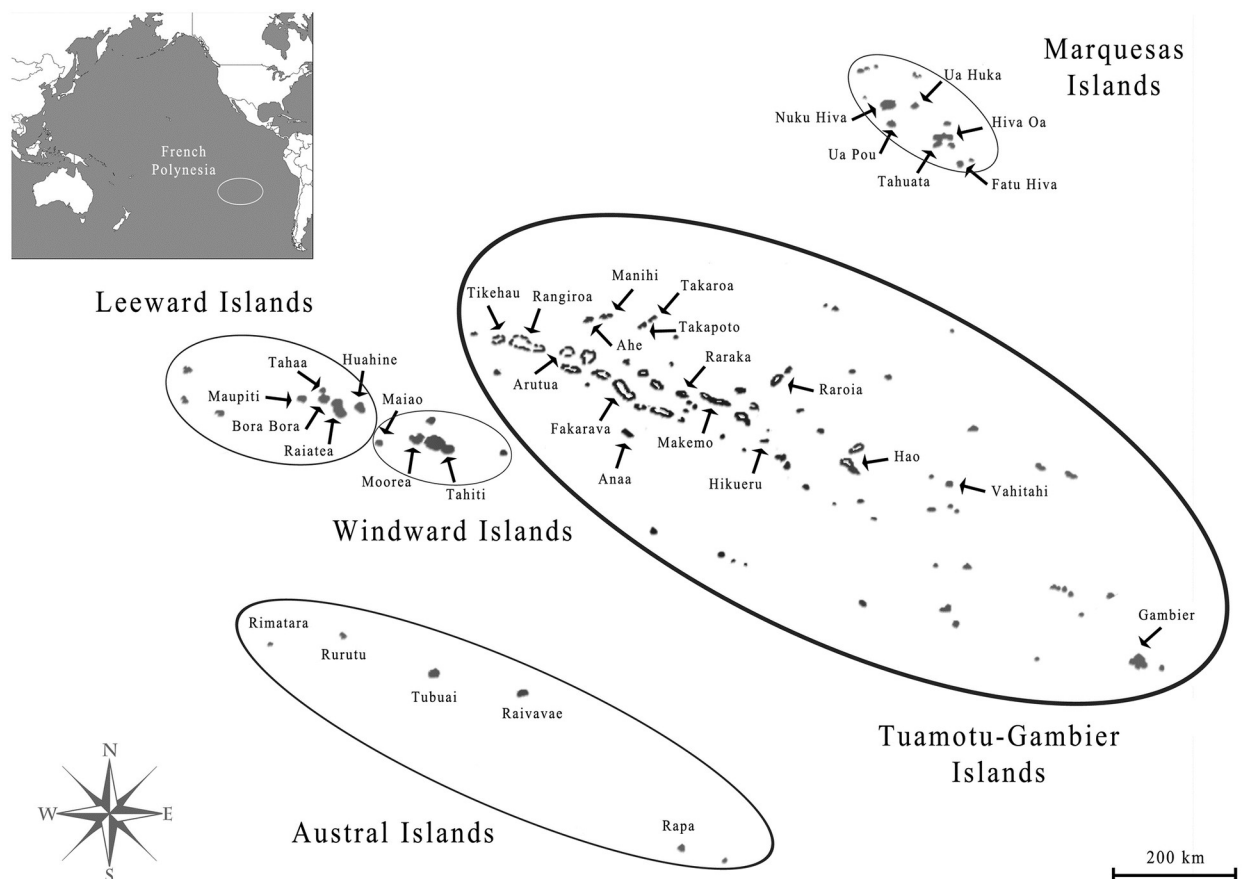 French
Polynesia
Marquesas
Islands
Ua Huka
Nuku Hiva
Hiva Oa
Ua Pou
Tahuata
Fatu Hiva
Leeward Islands
Tahaa
Huahine
Maupiti
Bora Bora
Raiatea
Maiao
Moorea
Tahiti
Windward Islands
Tikehau
Rangiroa
Manihi
Takaroa
Ahe
Takapoto
Arutua
Raraka
Raroia
Fakarava
Makemo
Anaa
Hikueru
Hao
Vahitahi
Gambier
Tuamotu-Gambier
Islands
Rimatara
Rurutu
Tubuai
Raivavae
Rapa
Austral Islands
N
W
E
S
200 km